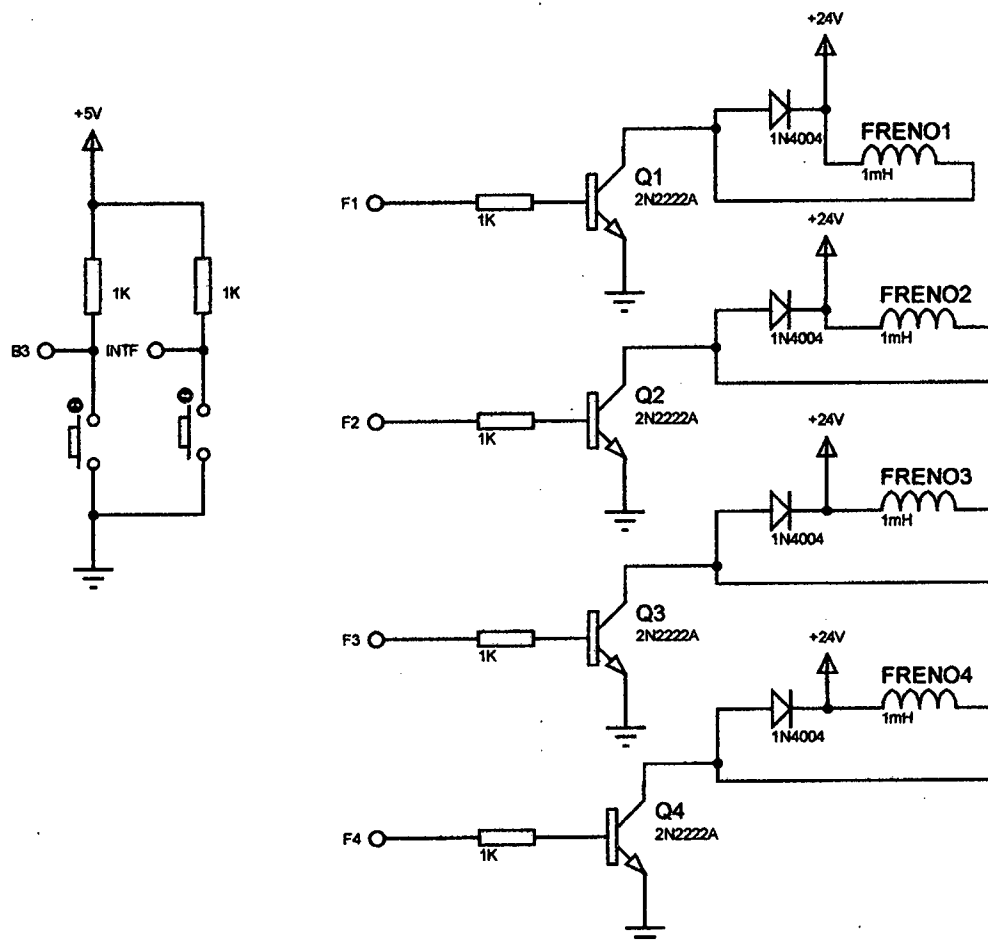 +5V
1K
1K
B3
INTF
+24V
1N4004
FRENO1
1mH
F1
1K
Q1
2N2222A
+24V
1N4004
FRENO2
1mH
F2
1K
Q2
2N2222A
+24V
1N4004
FRENO3
1mH
F3
1K
Q3
2N2222A
+24V
1N4004
FRENO4
1mH
F4
1K
Q4
2N2222A